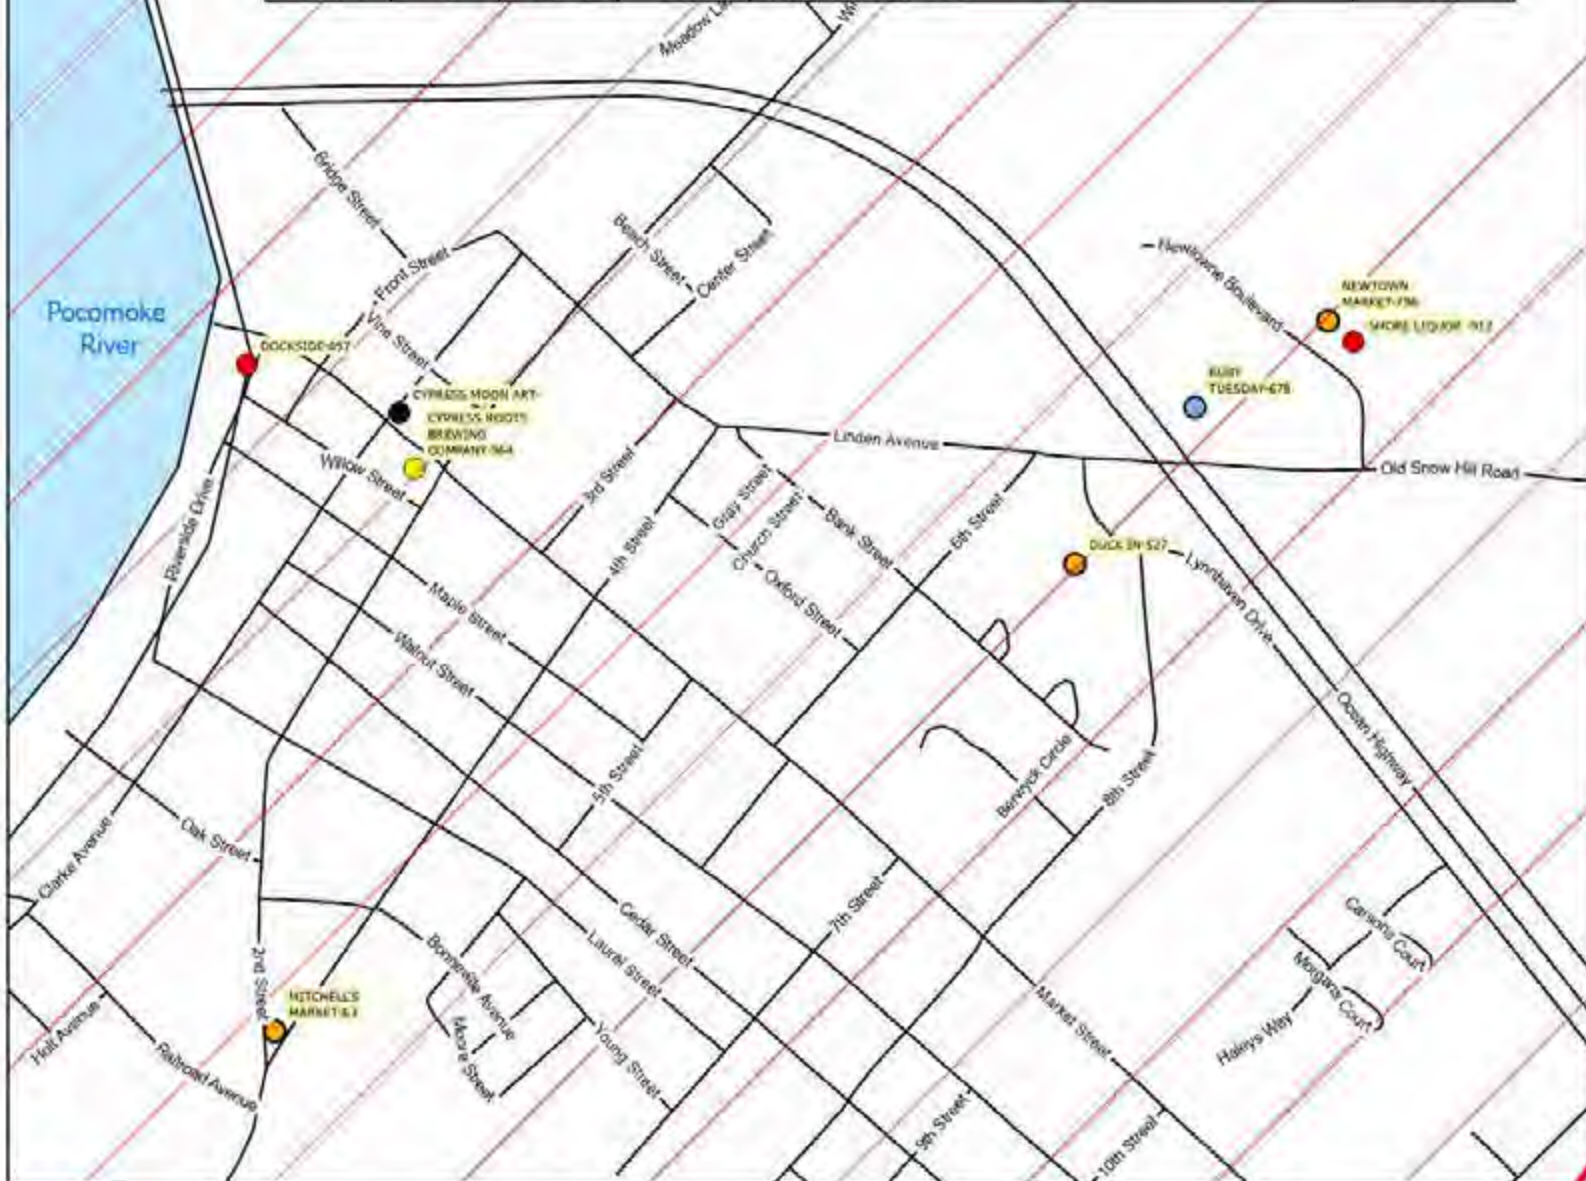 Meadow
Bridge Street
Front Street
Beach Street
Center Street
Newtowne Boulevard
NEWTOWN
MARKET-796
SHORE LIQUOR
Pocomoke
River
Vine Street
DOCKSIDE-857
RUBY
TUESDAY-678
CYPRESS MOON ART-
CYPRESS ROOTS
BREWING
COMPANY-964
Linden Avenue
Old Snow Hill Road
Willow Street
3rd Street
Gray Street
Church Street
Bank Street
6th Street
4th Street
Riverside Drive
DUCK IN-527
Lynnhaven Drive
Oxford Street
Maple Street
Walnut Street
Ocean Highway
5th Street
Berwyck Circle
8th Street
Oak Street
Clarke Avenue
7th Street
Cedar Street
Laurel Street
Carsons Court
Morgans Court
2nd Street
Bonneville Avenue
MITCHELL'S
MARKET-63
Market Street
Holt Avenue
Haleys Way
Railroad Avenue
Moore Street
Young Street
9th Street
10th Street